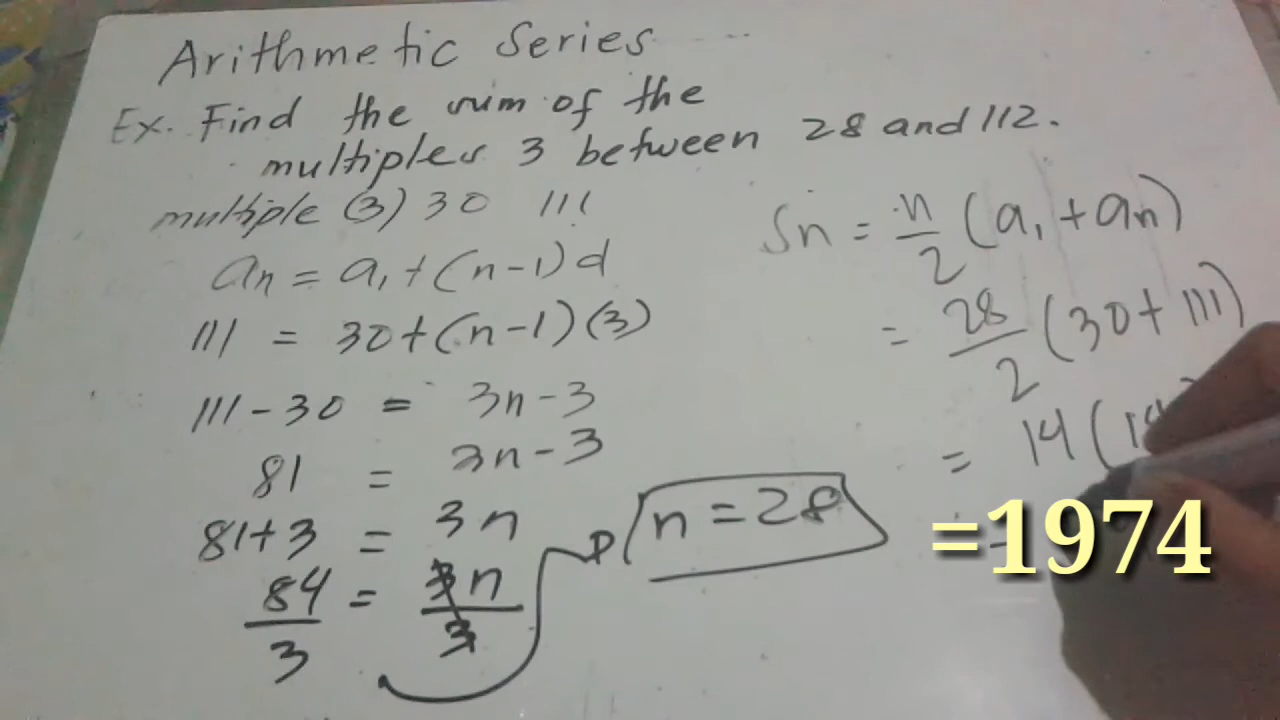 Arithmetic Series
Ex. Find the sum of the
multiples 3 between 28 and 112.
multiple (3) 30 111
an = a1 + (n-1)d
111 = 30+(n-1)(3)
111-30 = 3n-3
81 = 3n-3
81+3 = 3n
84/3 = 3n/3
n = 28
Sn = n/2 (a1 + an)
= 28/2 (30+111)
= 14(14
=1974